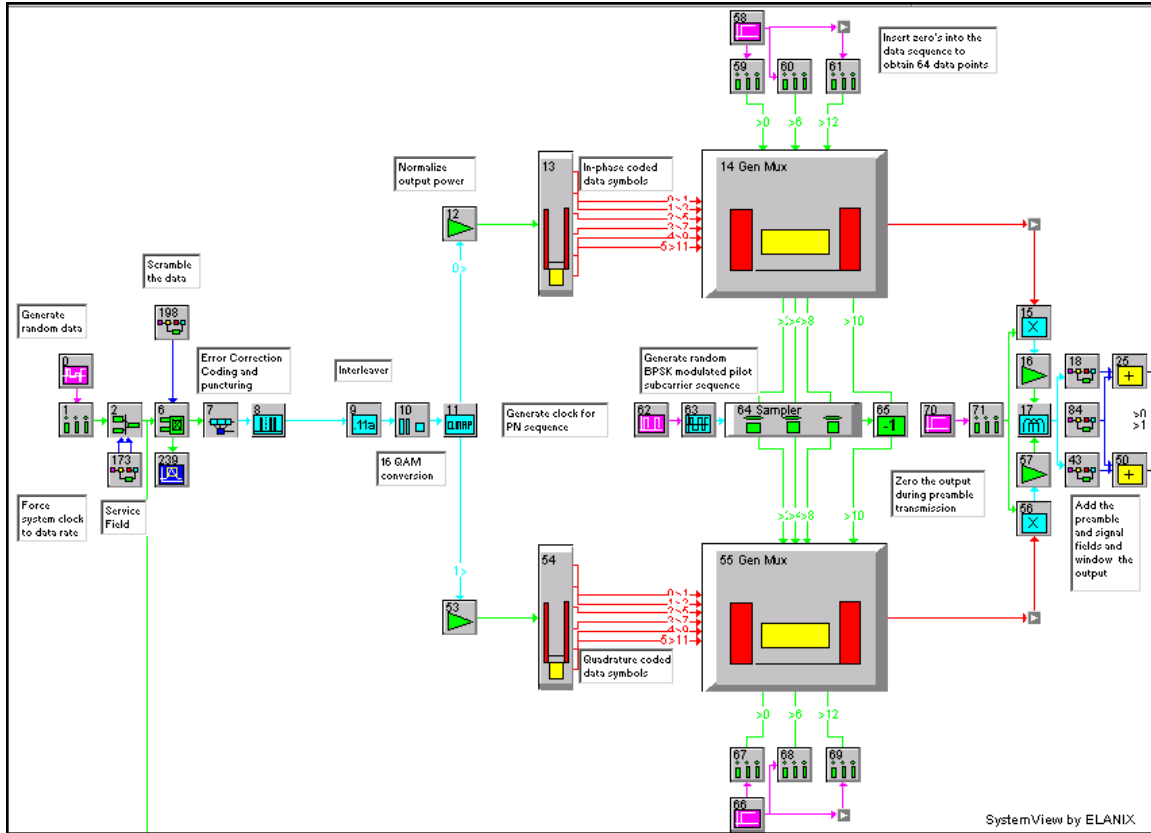 58
Insert zero's into the
data sequence to
obtain 64 data points
59
60
61
>0
>6
>12
13
In-phase coded
data symbols
14 Gen Mux
Normalize
output power
12
0~1
1~3
2~5
3~7
4~9
5>11
0>
Scramble
the data
198
Generate
random data
0
Error Correction
Coding and
puncturing
Interleaver
Generate random
BPSK modulated pilot
subcarrier sequence
>4
>8
>10
15
16
18
25
1
2
6
7
8
9
.11a
10
11
Generate clock for
PN sequence
62
63
64 Sampler
65
-1
70
71
17
84
>0
>1
173
239
16 QAM
conversion
Zero the output
during preamble
transmission
57
43
50
Force
system clock
to data rate
Service
Field
56
Add the
preamble
and signal
fields and
window the
output
>4
>8
>10
1>
53
54
55 Gen Mux
0~1
1~3
2~5
3~7
4~9
5>11
Quadrature coded
data symbols
>0
>6
>12
67
68
69
66
SystemView by ELANIX